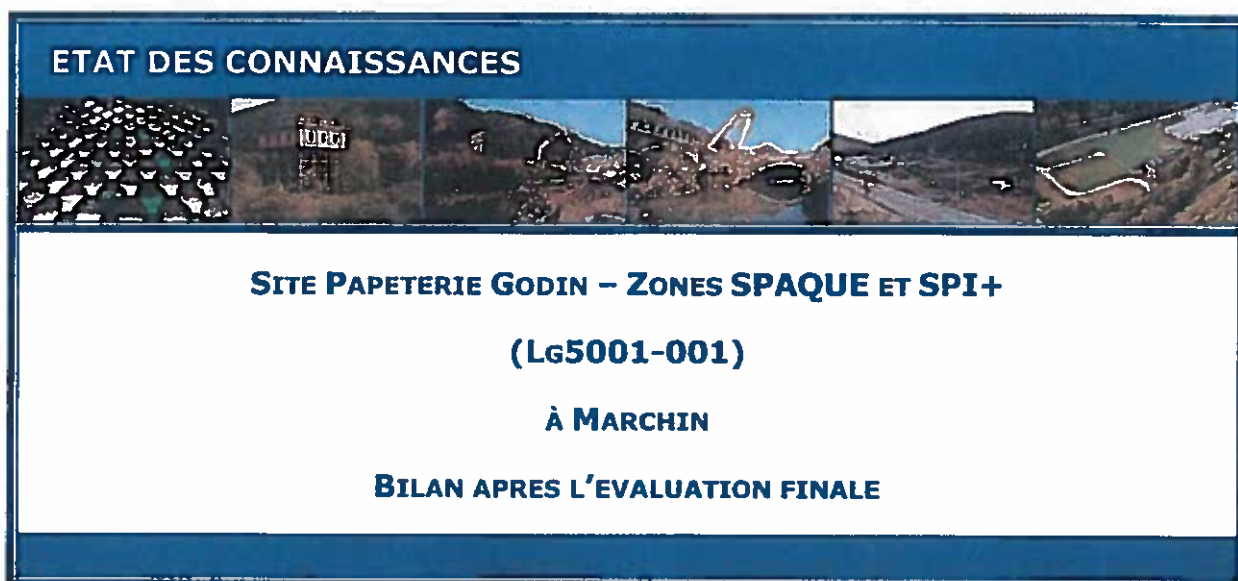 ETAT DES CONNAISSANCES
SITE PAPETERIE GODIN – ZONES SPAQUE ET SPI+
(LG5001-001)
À MARCHIN
BILAN APRES L'EVALUATION FINALE